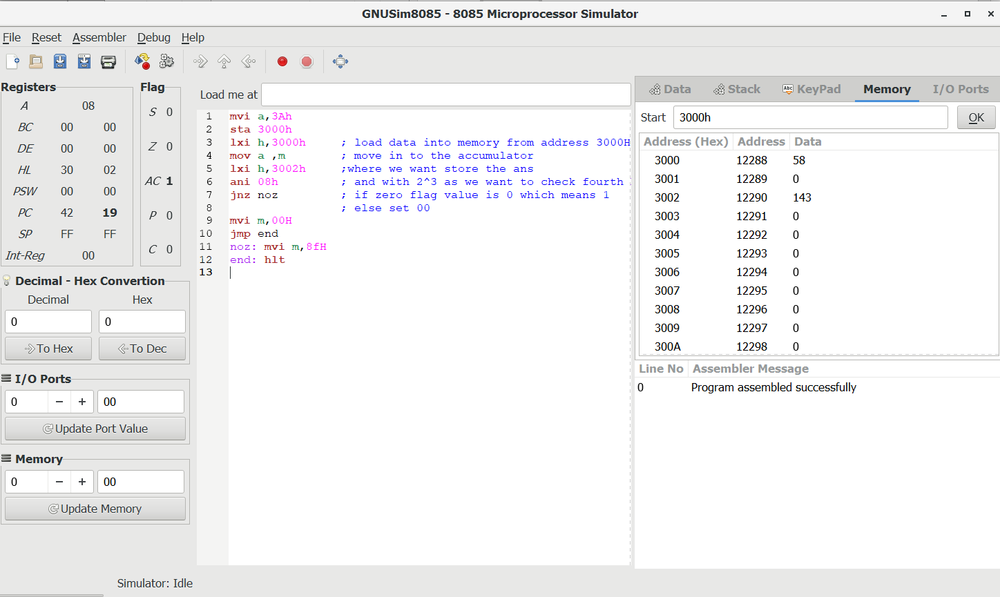 GNUSim8085 - 8085 Microprocessor Simulator
File Reset Assembler Debug Help
Registers
A 08
BC 00 00
DE 00 00
HL 30 02
PSW 00 00
PC 42 19
SP FF FF
Int-Reg 00
Flag
S 0
Z 0
AC 1
P 0
C 0
Decimal - Hex Convertion
Decimal Hex
0 0
To Hex To Dec
I/O Ports
0 − + 00
Update Port Value
Memory
0 − + 00
Update Memory
Load me at
1 mvi a,3Ah
2 sta 3000h
3 lxi h,3000h ; load data into memory from address 3000H
4 mov a ,m ; move in to the accumulator
5 lxi h,3002h ;where we want store the ans
6 ani 08h ; and with 2^3 as we want to check fourth
7 jnz noz ; if zero flag value is 0 which means 1
8 ; else set 00
9 mvi m,00H
10 jmp end
11 noz: mvi m,8fH
12 end: hlt
13
Data Stack Abc KeyPad Memory I/O Ports
Start 3000h OK
Address (Hex) Address Data
3000 12288 58
3001 12289 0
3002 12290 143
3003 12291 0
3004 12292 0
3005 12293 0
3006 12294 0
3007 12295 0
3008 12296 0
3009 12297 0
300A 12298 0
Line No Assembler Message
0 Program assembled successfully
Simulator: Idle